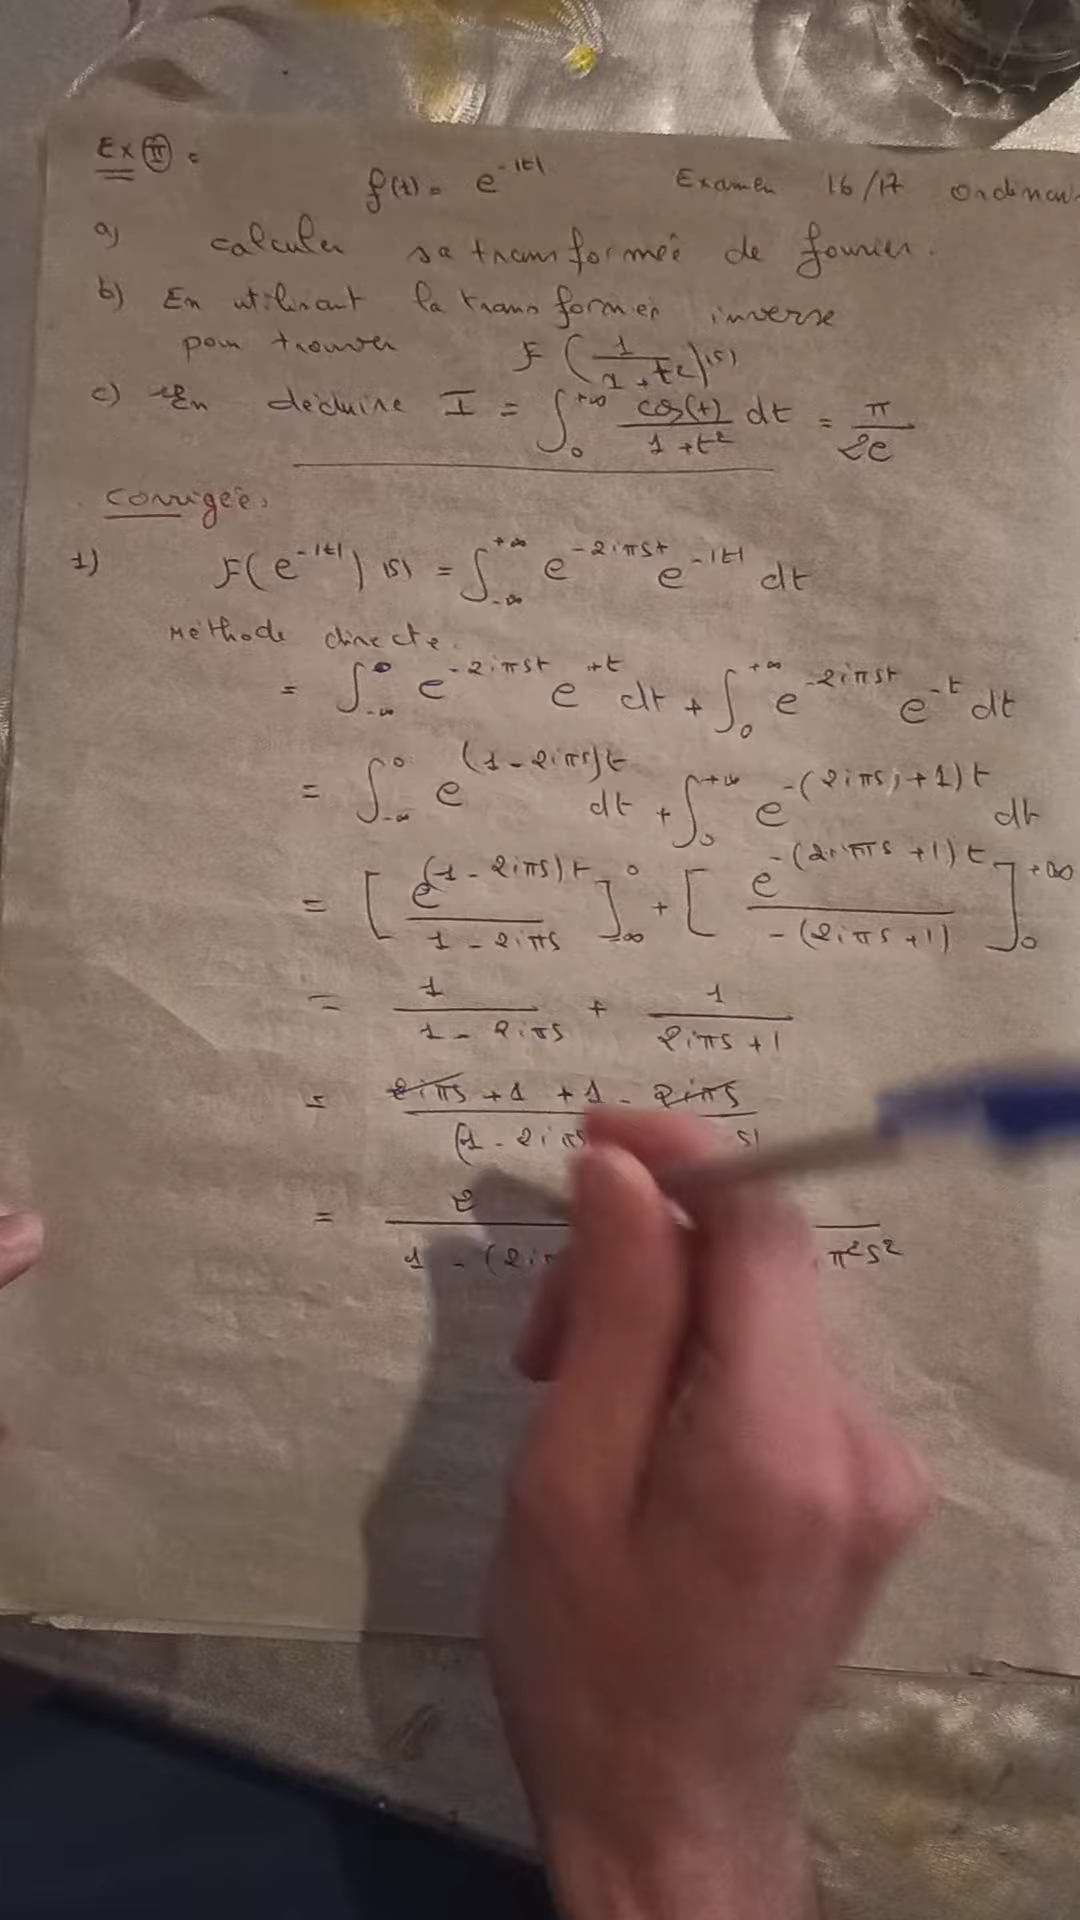 Ex II :
f(t) = e^{-|t|} Examen 16/17
a) calculer sa transformée de fourier.
b) En utilisant la transformer inverse
pour trouver F(1/(1+t²))(s)
c) En déduire I = ∫_0^{+∞} cos(t)/(1+t²) dt = π/2e
Corrigée.
1) F(e^{-|t|})(s) = ∫_{-∞}^{+∞} e^{-2iπst} e^{-|t|} dt
Méthode directe.
= ∫_{-∞}^0 e^{-2iπst} e^{+t} dt + ∫_0^{+∞} e^{-2iπst} e^{-t} dt
= ∫_{-∞}^0 e^{(1-2iπs)t} dt + ∫_0^{+∞} e^{-(2iπs+1)t} dt
= [e^{(1-2iπs)t}/(1-2iπs)]_{-∞}^0 + [e^{-(2iπs+1)t}/-(2iπs+1)]_0^{+∞}
= 1/(1-2iπs) + 1/(2iπs+1)
= 2iπs + 1 + 1 - 2iπs
(1 - 2iπs
= 2
1 - (2iπ π²s²